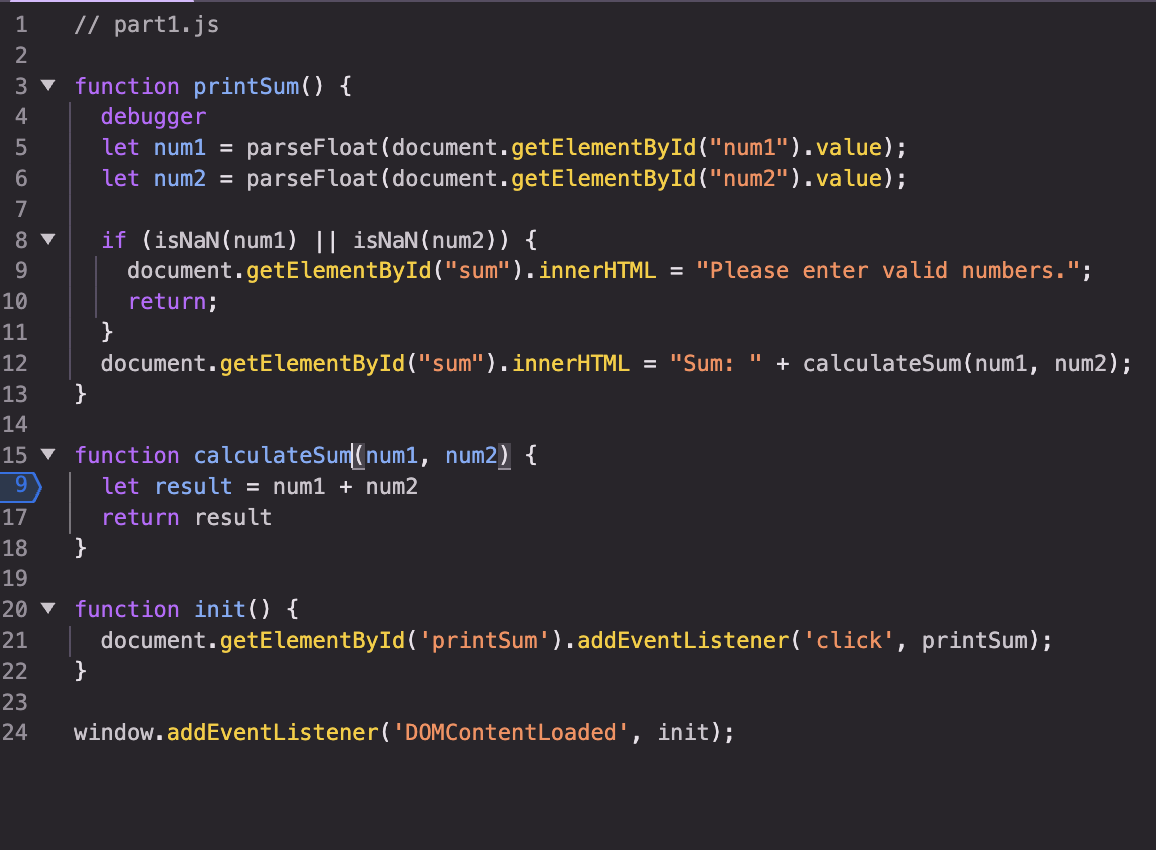 1 // part1.js
2
3 ▼ function printSum() {
4 debugger
5 let num1 = parseFloat(document.getElementById("num1").value);
6 let num2 = parseFloat(document.getElementById("num2").value);
7
8 ▼ if (isNaN(num1) || isNaN(num2)) {
9 document.getElementById("sum").innerHTML = "Please enter valid numbers.";
10 return;
11 }
12 document.getElementById("sum").innerHTML = "Sum: " + calculateSum(num1, num2);
13 }
14
15 ▼ function calculateSum(num1, num2) {
9 let result = num1 + num2
17 return result
18 }
19
20 ▼ function init() {
21 document.getElementById('printSum').addEventListener('click', printSum);
22 }
23
24 window.addEventListener('DOMContentLoaded', init);